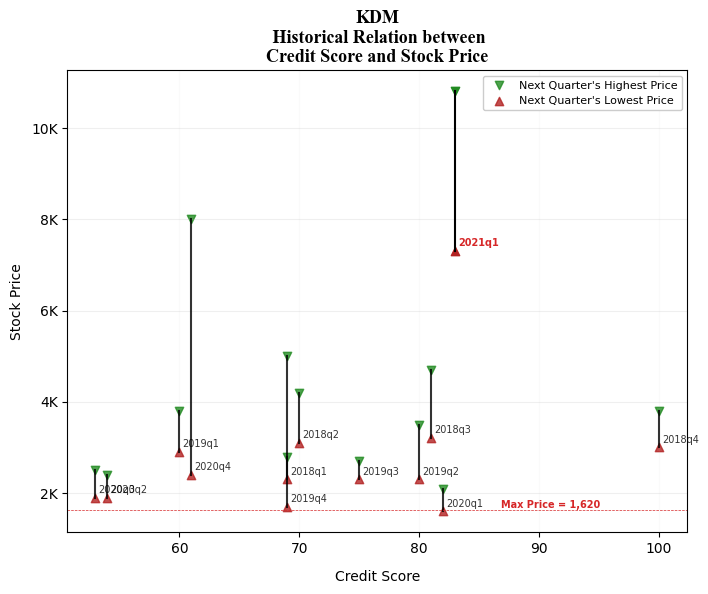 KDM
Historical Relation between
Credit Score and Stock Price
Next Quarter's Highest Price
Next Quarter's Lowest Price
10K
8K
6K
4K
2K
Stock Price
2021q1
2019q1
2020q4
2018q2
2018q1
2019q4
2019q3
2018q3
2019q2
2020q1
2018q4
2020q2
Max Price = 1,620
60
70
80
90
100
Credit Score